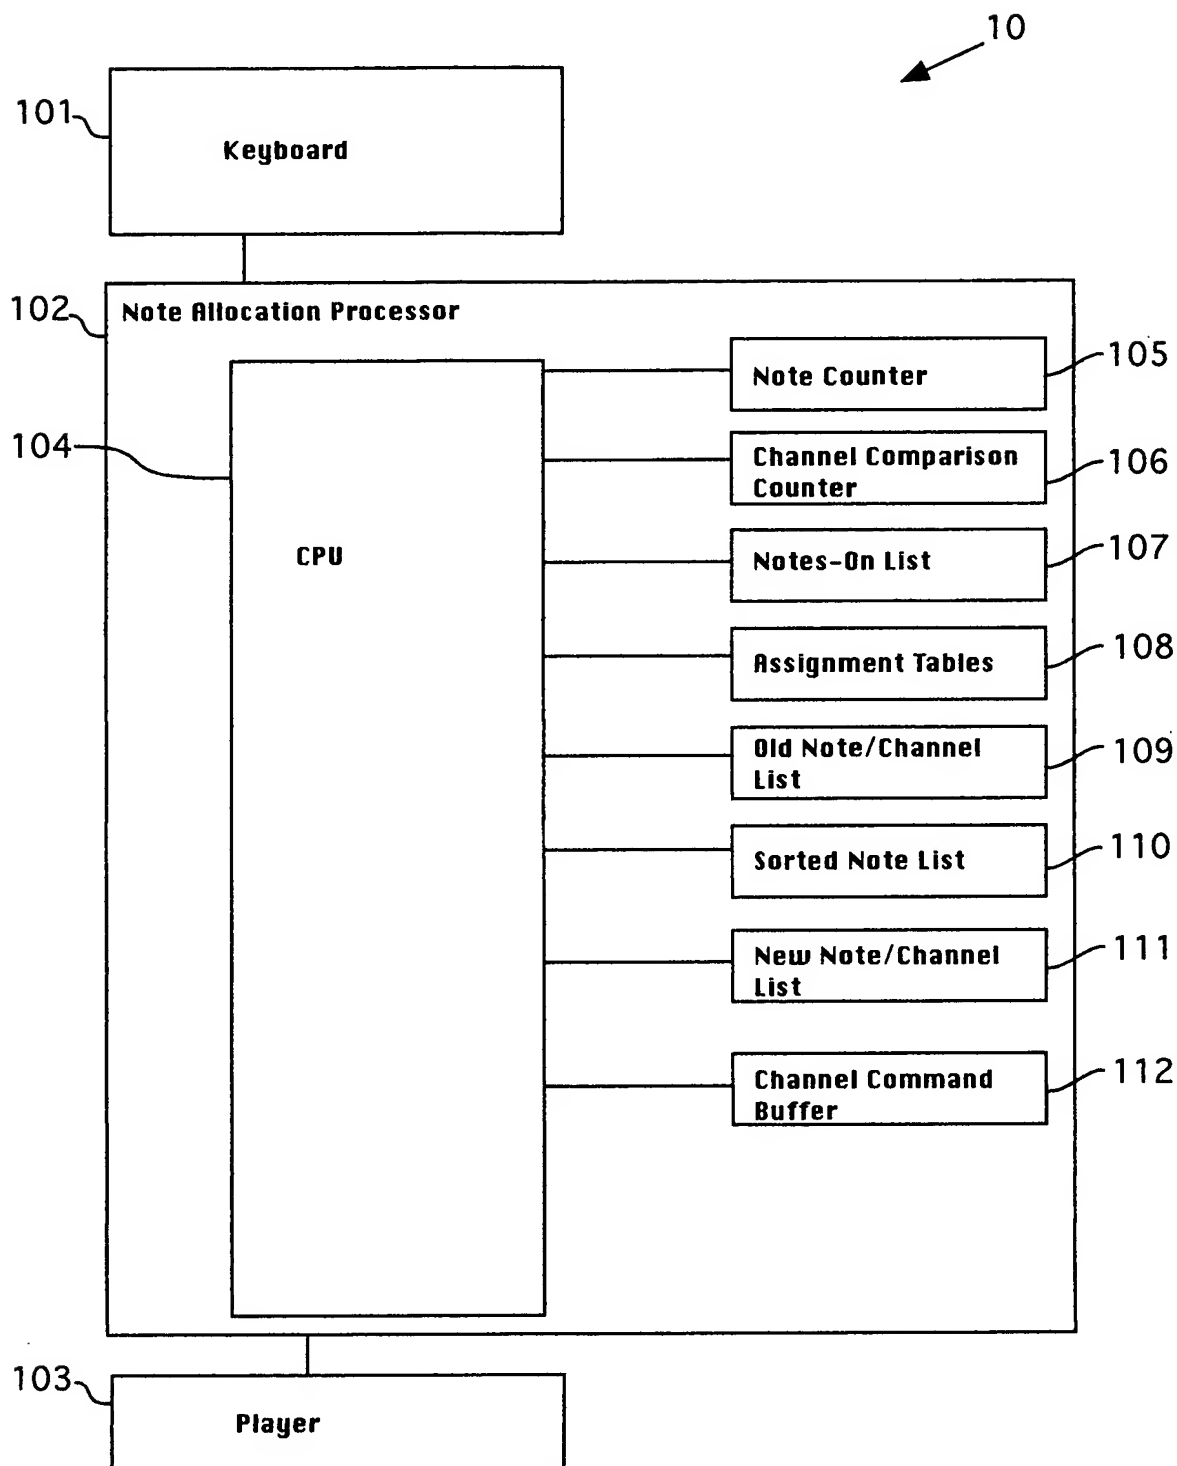 10
101
Keyboard
102
Note Allocation Processor
105
Note Counter
104
106
Channel Comparison
Counter
CPU
107
Notes-On List
108
Assignment Tables
109
Old Note/Channel
List
110
Sorted Note List
111
New Note/Channel
List
112
Channel Command
Buffer
103
Player